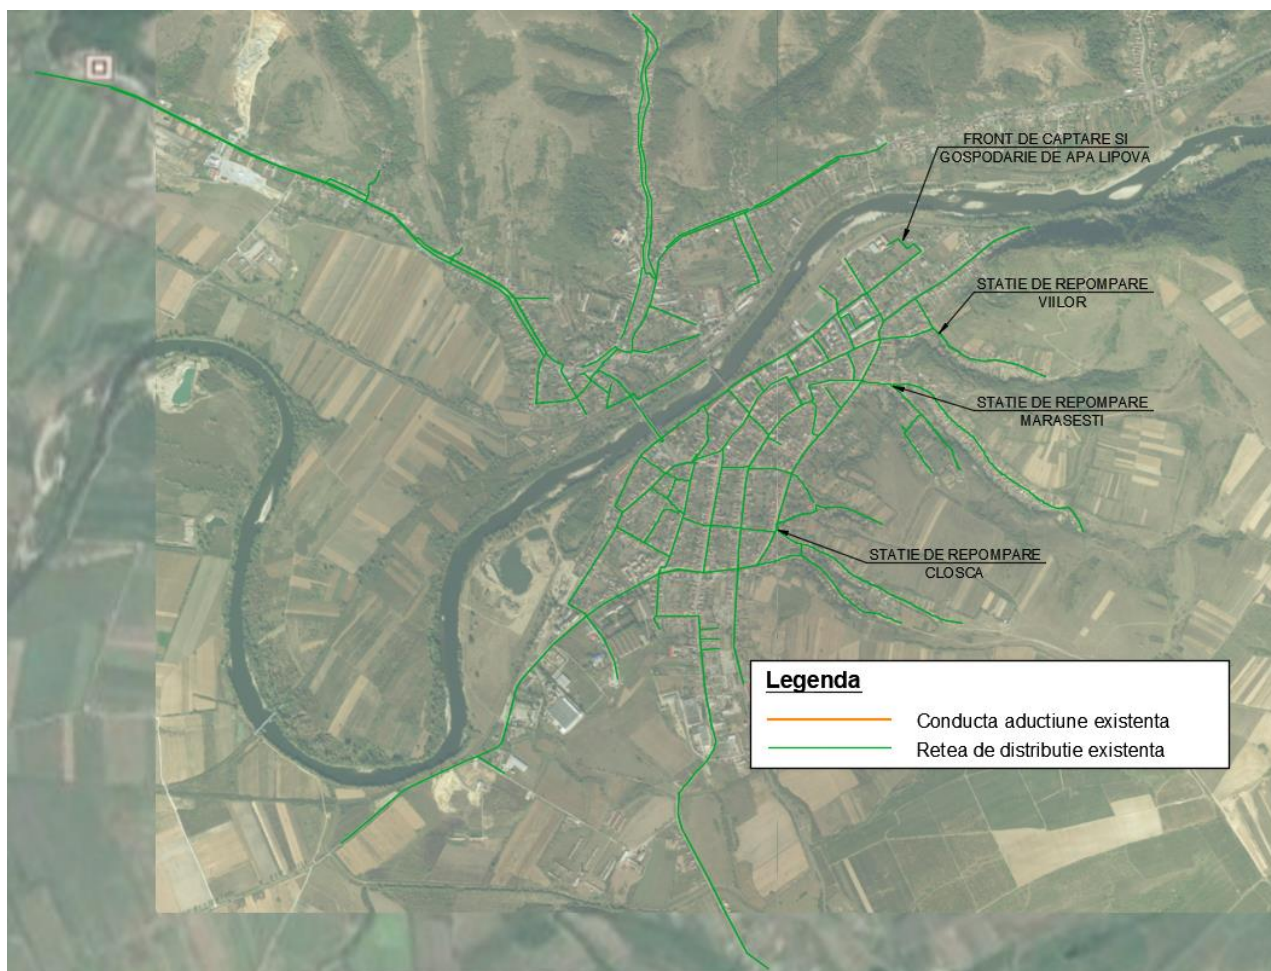 FRONT DE CAPTARE SI
GOSPODARIE DE APA LIPOVA
STATIE DE REPOMPARE
VIILOR
STATIE DE REPOMPARE
MARASESTI
STATIE DE REPOMPARE
CLOSCA
Legenda
Conducta aductiune existenta
Retea de distributie existenta